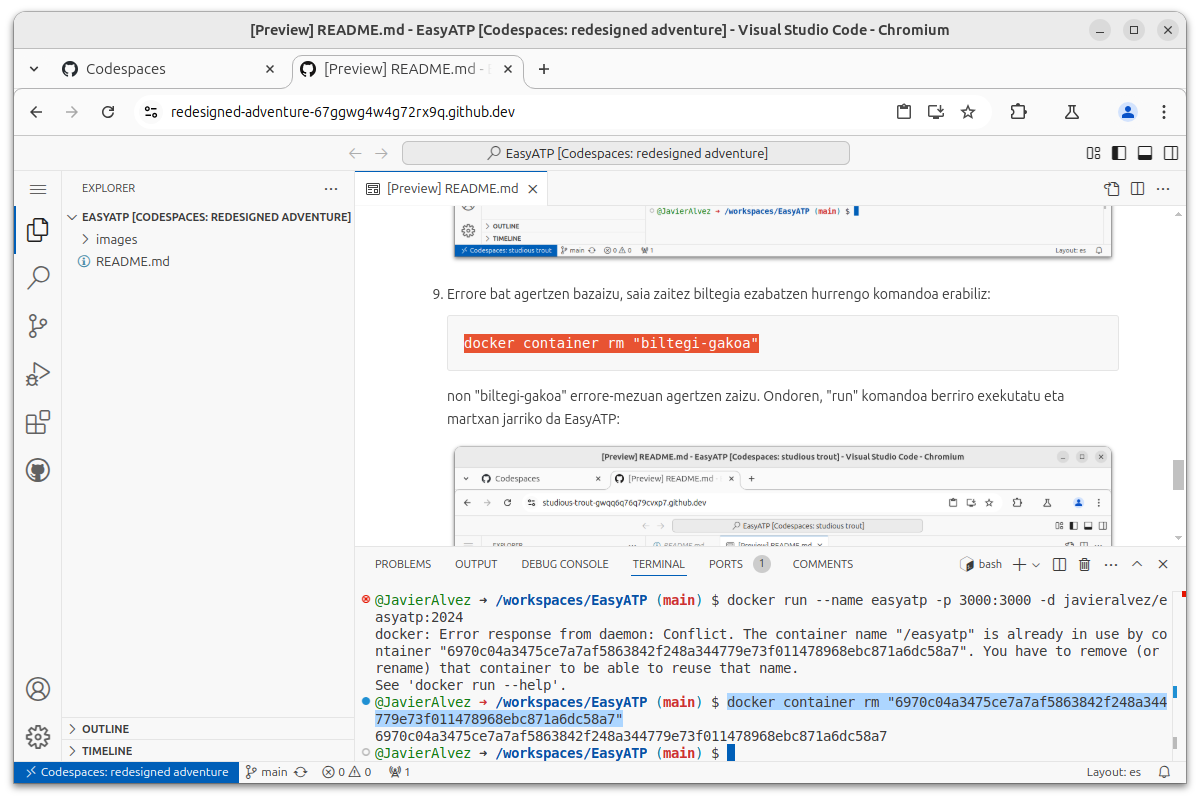 [Preview] README.md - EasyATP [Codespaces: redesigned adventure] - Visual Studio Code - Chromium
Codespaces
[Preview] README.md -
redesigned-adventure-67ggwg4w4g72rx9q.github.dev
EasyATP [Codespaces: redesigned adventure]
EXPLORER
EASYATP [CODESPACES: REDESIGNED ADVENTURE]
images
README.md
OUTLINE
TIMELINE
[Preview] README.md
@JavierAlvez → /workspaces/EasyATP (main) $
OUTLINE
TIMELINE
Codespaces: studious trout main 0 0 1 Layout: es
9. Errore bat agertzen bazaizu, saia zaitez biltegia ezabatzen hurrengo komandoa erabiliz:
docker container rm "biltegi-gakoa"
non "biltegi-gakoa" errore-mezuan agertzen zaizu. Ondoren, "run" komandoa berriro exekutatu eta
martxan jarriko da EasyATP:
[Preview] README.md - EasyATP [Codespaces: studious trout] - Visual Studio Code - Chromium
Codespaces
[Preview] README.md -
studious-trout-gwqq6q76q79cvxp7.github.dev
EasyATP [Codespaces: studious trout]
EXPLORER
README.md
[Preview] README.md
PROBLEMS OUTPUT DEBUG CONSOLE TERMINAL PORTS 1 COMMENTS
bash
@JavierAlvez → /workspaces/EasyATP (main) $ docker run --name easyatp -p 3000:3000 -d javieralvez/e
asyatp:2024
docker: Error response from daemon: Conflict. The container name "/easyatp" is already in use by co
ntainer "6970c04a3475ce7a7af5863842f248a344779e73f011478968ebc871a6dc58a7". You have to remove (or
rename) that container to be able to reuse that name.
See 'docker run --help'.
@JavierAlvez → /workspaces/EasyATP (main) $ docker container rm "6970c04a3475ce7a7af5863842f248a344
779e73f011478968ebc871a6dc58a7"
6970c04a3475ce7a7af5863842f248a344779e73f011478968ebc871a6dc58a7
@JavierAlvez → /workspaces/EasyATP (main) $
Codespaces: redesigned adventure main 0 0 1 Layout: es